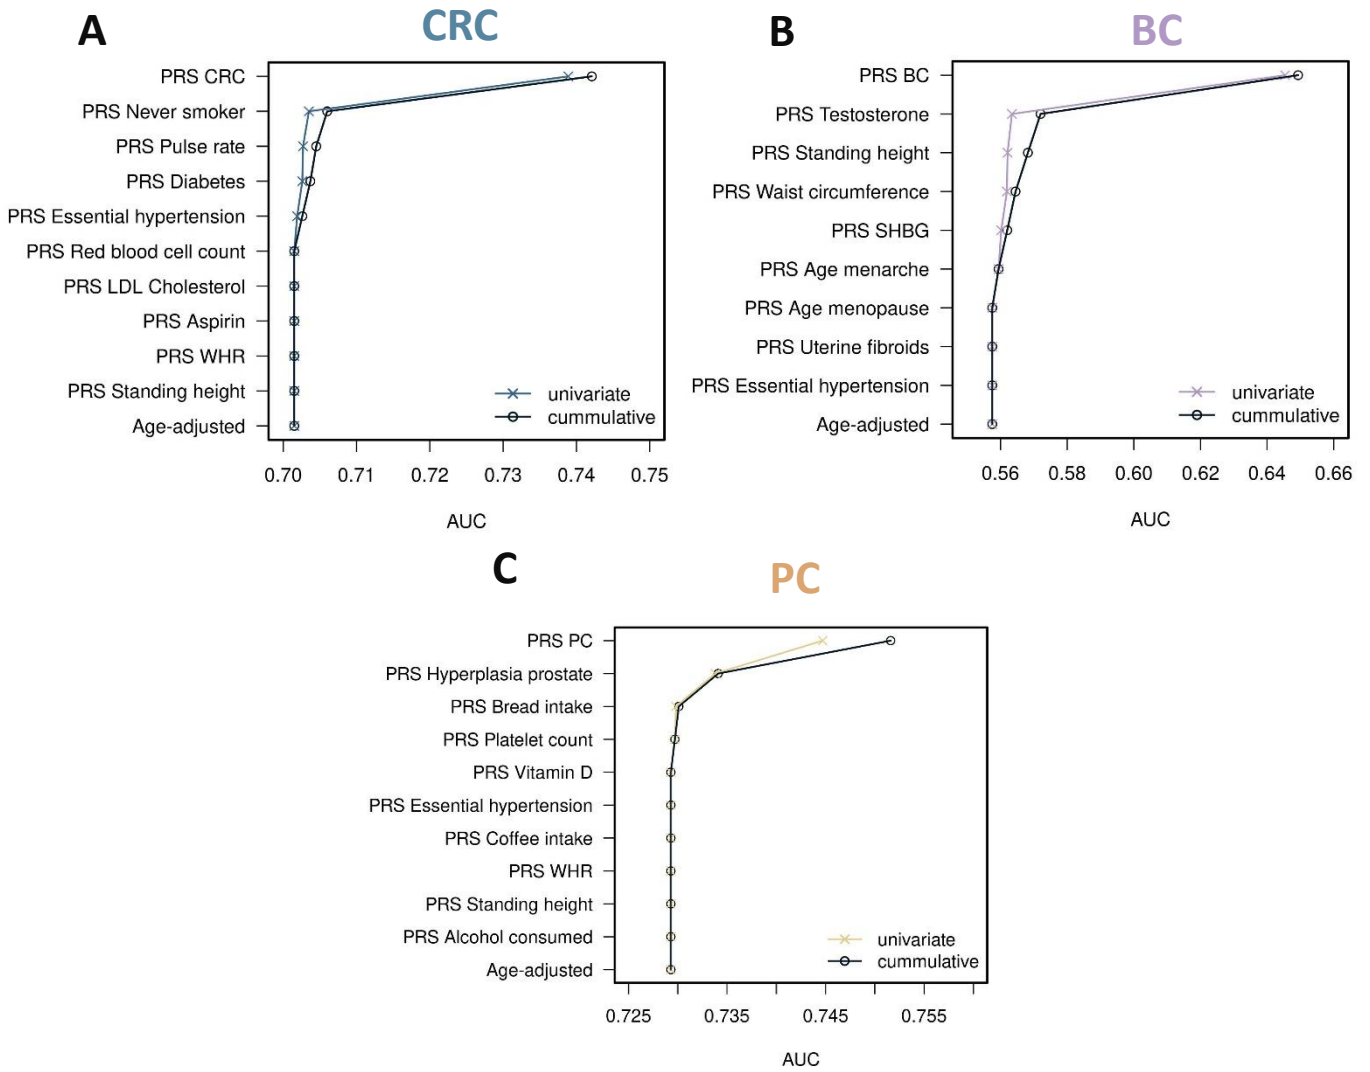 A
CRC
PRS CRC
PRS Never smoker
PRS Pulse rate
PRS Diabetes
PRS Essential hypertension
PRS Red blood cell count
PRS LDL Cholesterol
PRS Aspirin
PRS WHR
PRS Standing height
Age-adjusted
univariate
cummulative
0.70 0.71 0.72 0.73 0.74 0.75
AUC
B
BC
PRS BC
PRS Testosterone
PRS Standing height
PRS Waist circumference
PRS SHBG
PRS Age menarche
PRS Age menopause
PRS Uterine fibroids
PRS Essential hypertension
Age-adjusted
univariate
cummulative
0.56 0.58 0.60 0.62 0.64 0.66
AUC
C
PC
PRS PC
PRS Hyperplasia prostate
PRS Bread intake
PRS Platelet count
PRS Vitamin D
PRS Essential hypertension
PRS Coffee intake
PRS WHR
PRS Standing height
PRS Alcohol consumed
Age-adjusted
univariate
cummulative
0.725 0.735 0.745 0.755
AUC